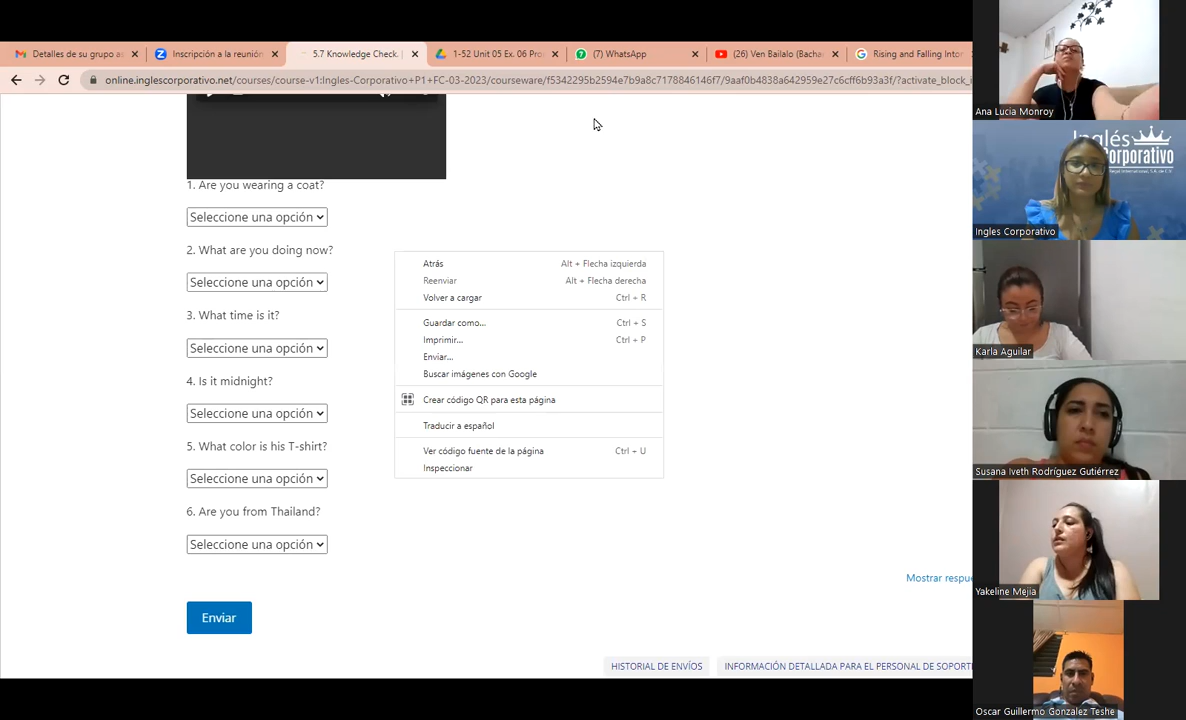 Detalles de su grupo as
Inscripción a la reunión
5.7 Knowledge Check. |
1-52 Unit 05 Ex. 06 Pro
(7) WhatsApp
(26) Ven Bailalo (Bachat
Rising and Falling Inton
online.inglescorporativo.net/courses/course-v1:Ingles-Corporativo+P1+FC-03-2023/courseware/f5342295b2594e7b9a8c7178846146f7/9aaf0b4838a642959e27c6cff6b93a3f/?activate_block_i
1. Are you wearing a coat?
Seleccione una opción
2. What are you doing now?
Seleccione una opción
3. What time is it?
Seleccione una opción
4. Is it midnight?
Seleccione una opción
5. What color is his T-shirt?
Seleccione una opción
6. Are you from Thailand?
Seleccione una opción
Mostrar respue
Enviar
HISTORIAL DE ENVÍOS
INFORMACIÓN DETALLADA PARA EL PERSONAL DE SOPORT
Atrás Alt + Flecha izquierda
Reenviar Alt + Flecha derecha
Volver a cargar Ctrl + R
Guardar como... Ctrl + S
Imprimir... Ctrl + P
Enviar...
Buscar imágenes con Google
Crear código QR para esta página
Traducir a español
Ver código fuente de la página Ctrl + U
Inspeccionar
Ana Lucia Monroy
Inglés
Corporativo
Ingles Corporativo
Karla Aguilar
Susana Iveth Rodríguez Gutiérrez
Yakeline Mejia
Oscar Guillermo Gonzalez Teshe